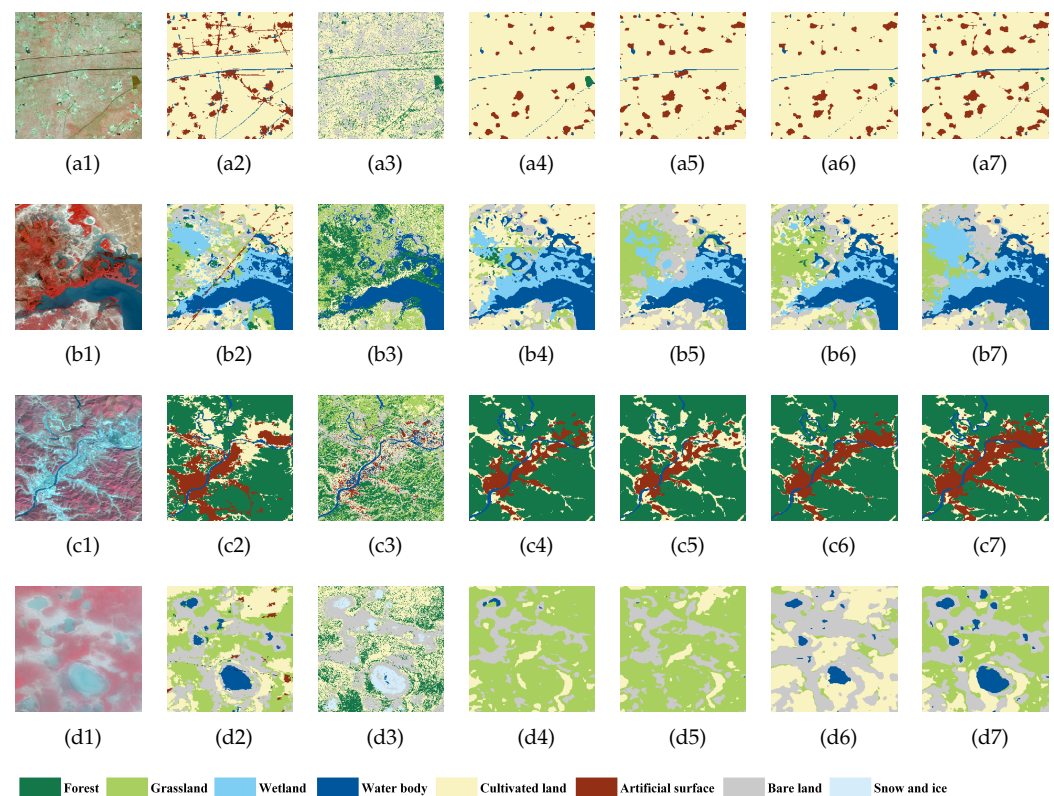 (a1) (a2) (a3) (a4) (a5) (a6) (a7)
(b1) (b2) (b3) (b4) (b5) (b6) (b7)
(c1) (c2) (c3) (c4) (c5) (c6) (c7)
(d1) (d2) (d3) (d4) (d5) (d6) (d7)
Forest Grassland Wetland Water body Cultivated land Artificial surface Bare land Snow and ice